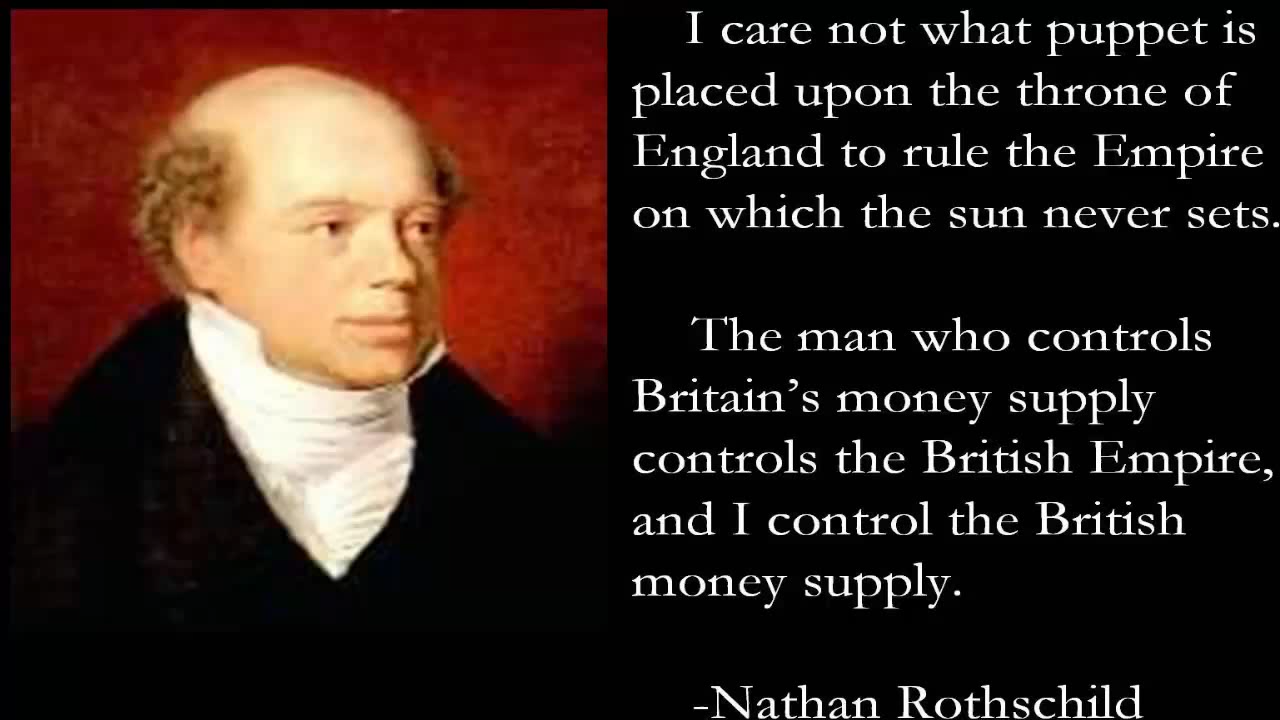 I care not what puppet is
placed upon the throne of
England to rule the Empire
on which the sun never sets.
The man who controls
Britain’s money supply
controls the British Empire,
and I control the British
money supply.
-Nathan Rothschild